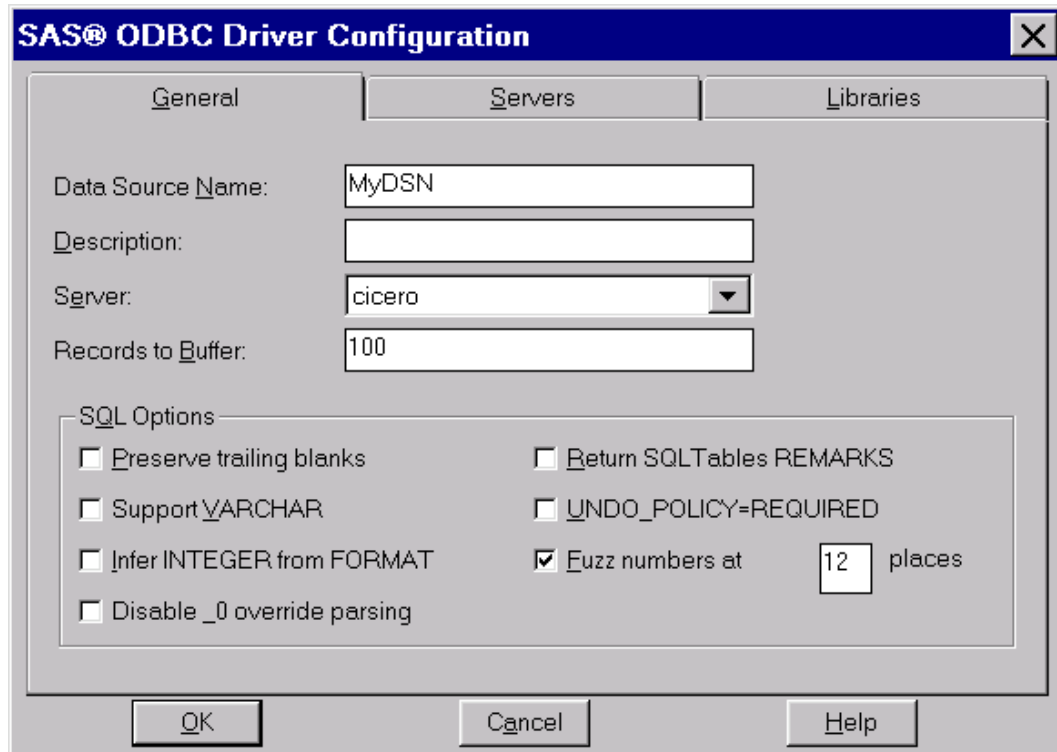 SAS® ODBC Driver Configuration
General Servers Libraries
Data Source Name: MyDSN
Description:
Server: cicero
Records to Buffer: 100
SQL Options
Preserve trailing blanks Return SQLTables REMARKS
Support VARCHAR UNDO_POLICY=REQUIRED
Infer INTEGER from FORMAT Fuzz numbers at 12 places
Disable _0 override parsing
OK Cancel Help